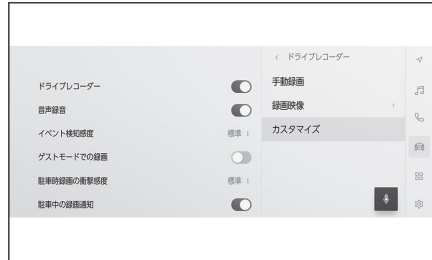 ドライブレコーダー
音声録音
イベント検知感度
標準
ゲストモードでの録画
駐車時録画の衝撃感度
標準
駐車中の録画通知
〈 ドライブレコーダー
手動録画
録画映像
カスタマイズ